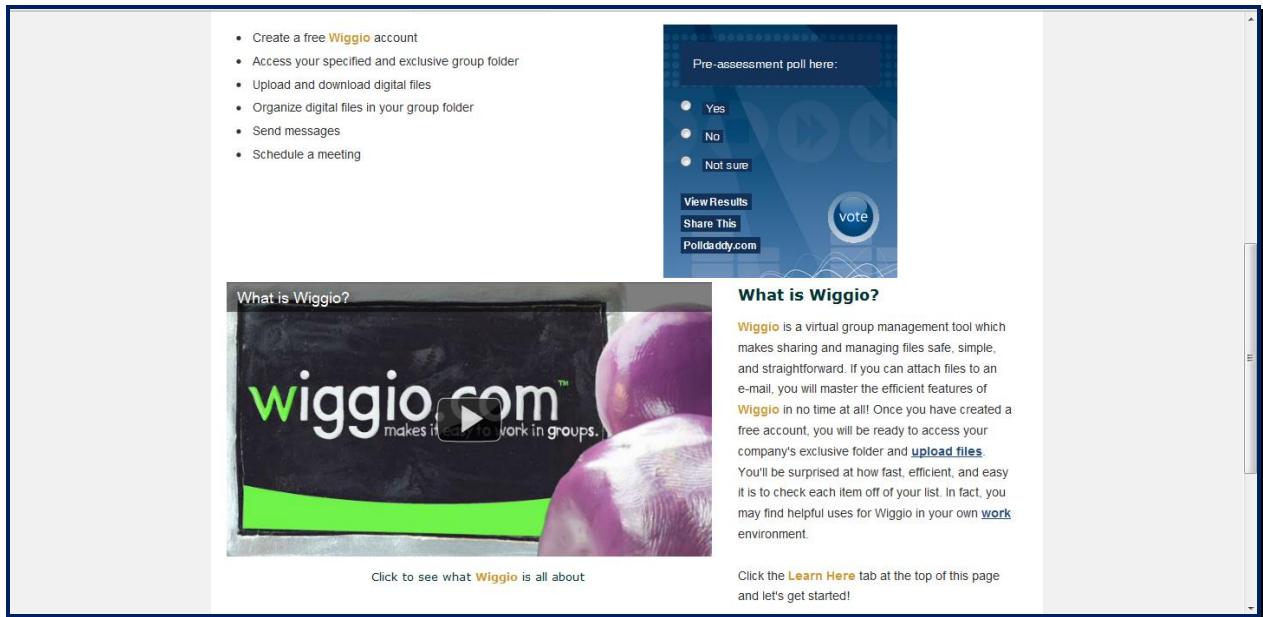 Create a free Wiggio account
Access your specified and exclusive group folder
Upload and download digital files
Organize digital files in your group folder
Send messages
Schedule a meeting
Pre-assessment poll here:
Yes
No
Not sure
View Results
Share This
Polldaddy.com
vote
What is Wiggio?
wiggio.com™
makes it easy to work in groups.
Click to see what Wiggio is all about
What is Wiggio?
Wiggio is a virtual group management tool which
makes sharing and managing files safe, simple,
and straightforward. If you can attach files to an
e-mail, you will master the efficient features of
Wiggio in no time at all! Once you have created a
free account, you will be ready to access your
company's exclusive folder and upload files.
You'll be surprised at how fast, efficient, and easy
it is to check each item off of your list. In fact, you
may find helpful uses for Wiggio in your own work
environment.
Click the Learn Here tab at the top of this page
and let's get started!